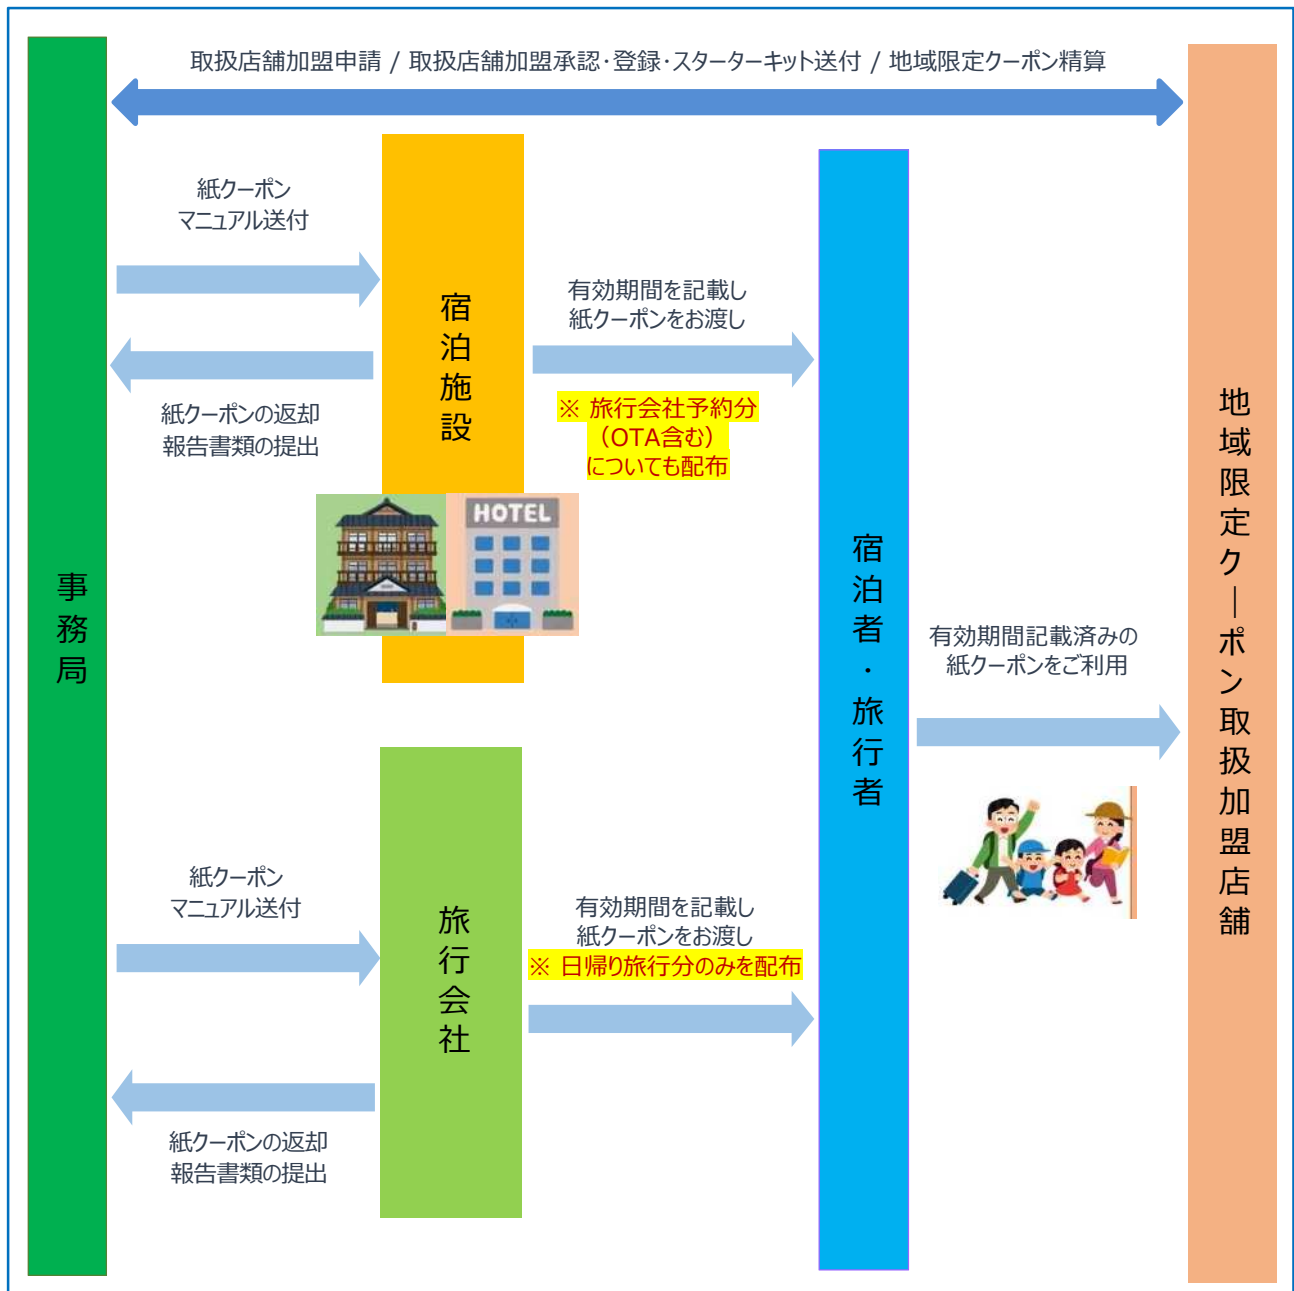 取扱店舗加盟申請 / 取扱店舗加盟承認・登録・スターターキット送付 / 地域限定クーポン精算
事務局
紙クーポン
マニュアル送付
紙クーポンの返却
報告書類の提出
宿泊施設
HOTEL
有効期間を記載し
紙クーポンをお渡し
※ 旅行会社予約分
（OTA含む）
についても配布
紙クーポン
マニュアル送付
紙クーポンの返却
報告書類の提出
旅行会社
有効期間を記載し
紙クーポンをお渡し
※ 日帰り旅行分のみを配布
宿泊者・旅行者
有効期間記載済みの
紙クーポンをご利用
地域限定クーポン取扱加盟店舗